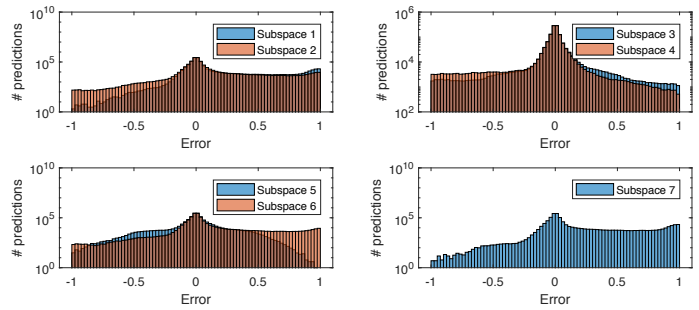 10^10
10^5
10^0
# predictions
-1 -0.5 0 0.5 1
Error
Subspace 1
Subspace 2
10^6
10^4
10^2
# predictions
-1 -0.5 0 0.5 1
Error
Subspace 3
Subspace 4
10^10
10^5
10^0
# predictions
-1 -0.5 0 0.5 1
Error
Subspace 5
Subspace 6
10^10
10^5
10^0
# predictions
-1 -0.5 0 0.5 1
Error
Subspace 7